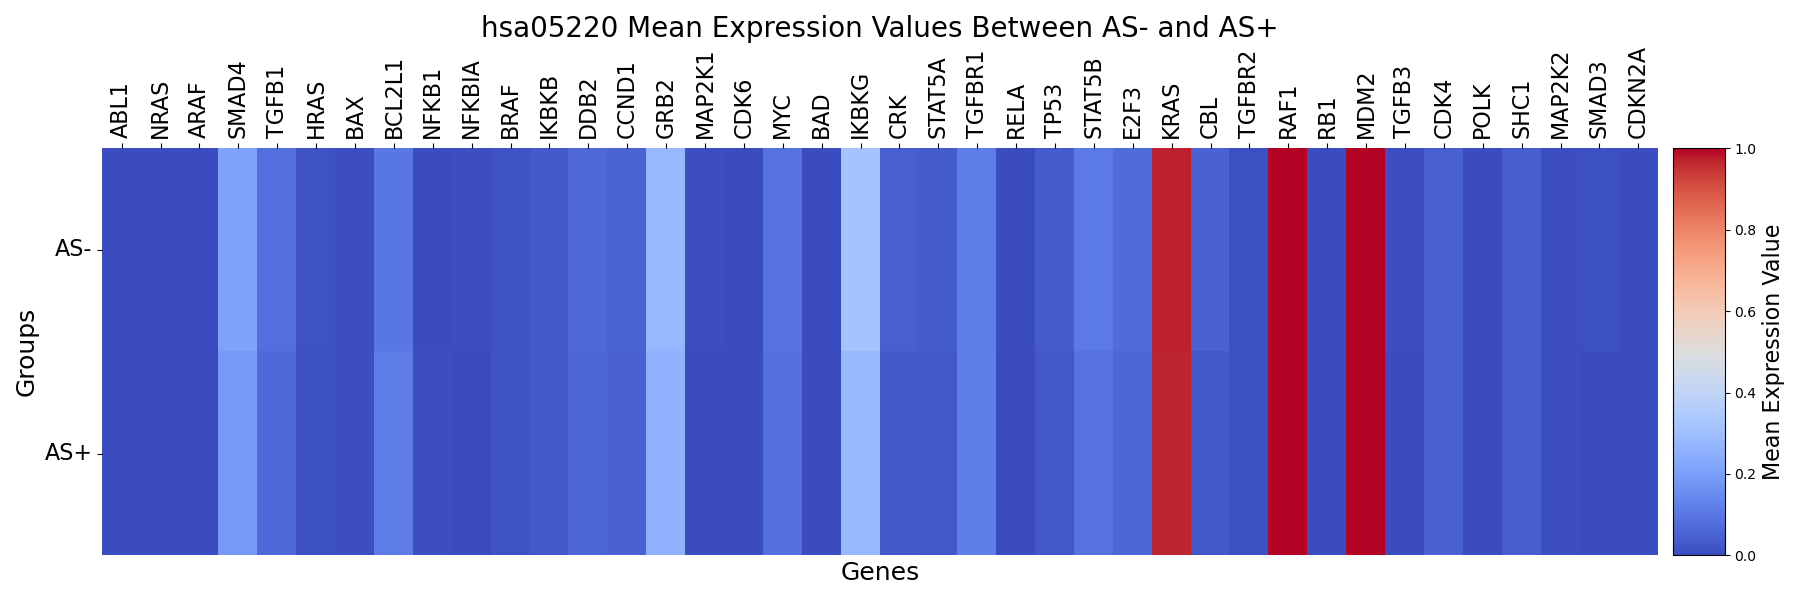 hsa05220 Mean Expression Values Between AS- and AS+
ABL1
NRAS
ARAF
SMAD4
TGFB1
HRAS
BAX
BCL2L1
NFKB1
NFKBIA
BRAF
IKBKB
DDB2
CCND1
GRB2
MAP2K1
CDK6
MYC
BAD
IKBKG
CRK
STAT5A
TGFBR1
RELA
TP53
STAT5B
E2F3
KRAS
CBL
TGFBR2
RAF1
RB1
MDM2
TGFB3
CDK4
POLK
SHC1
MAP2K2
SMAD3
CDKN2A
Groups
AS-
AS+
Genes
1.0
0.8
0.6
0.4
0.2
0.0
Mean Expression Value